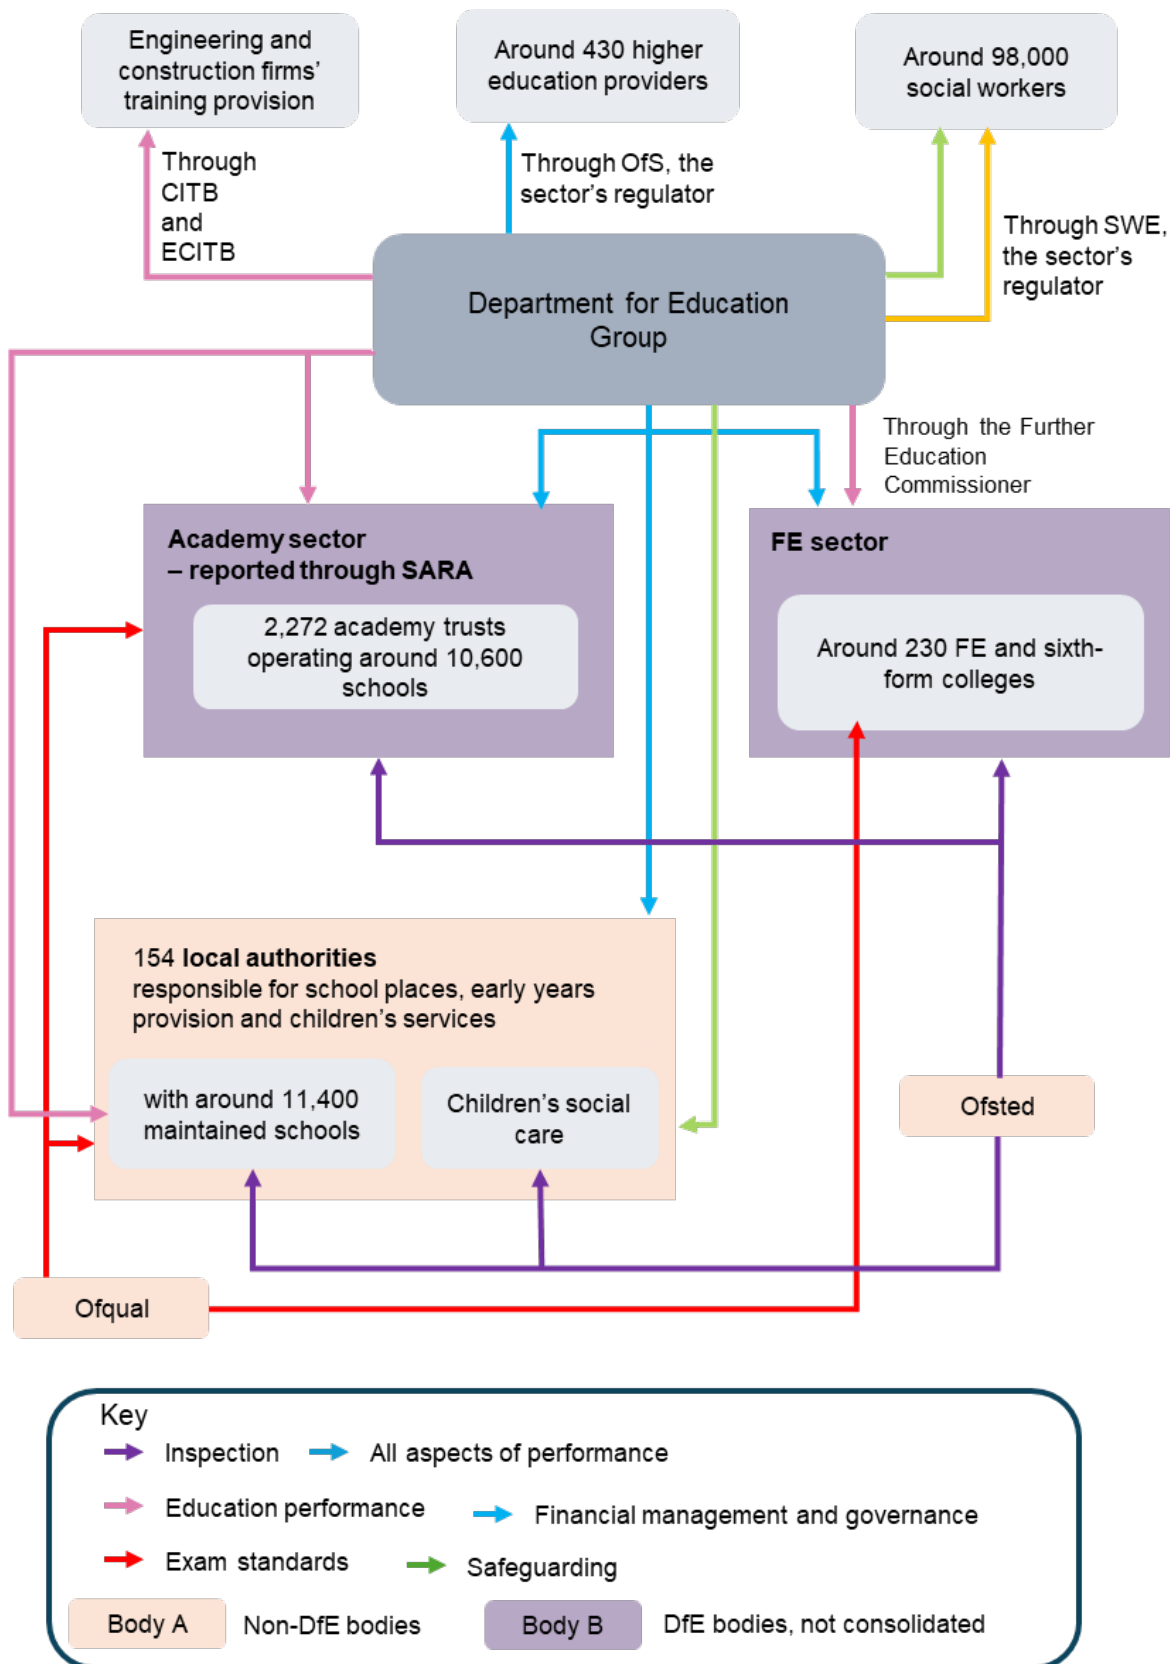 Engineering and
construction firms'
training provision
Around 430 higher
education providers
Around 98,000
social workers
Through
CITB
and
ECITB
Through OfS, the
sector's regulator
Through SWE,
the sector's
regulator
Department for Education
Group
Through the Further
Education
Commissioner
Academy sector
– reported through SARA
2,272 academy trusts
operating around 10,600
schools
FE sector
Around 230 FE and sixth-
form colleges
154 local authorities
responsible for school places, early years
provision and children's services
with around 11,400
maintained schools
Children's social
care
Ofsted
Ofqual
Key
Inspection
All aspects of performance
Education performance
Financial management and governance
Exam standards
Safeguarding
Body A
Non-DfE bodies
Body B
DfE bodies, not consolidated